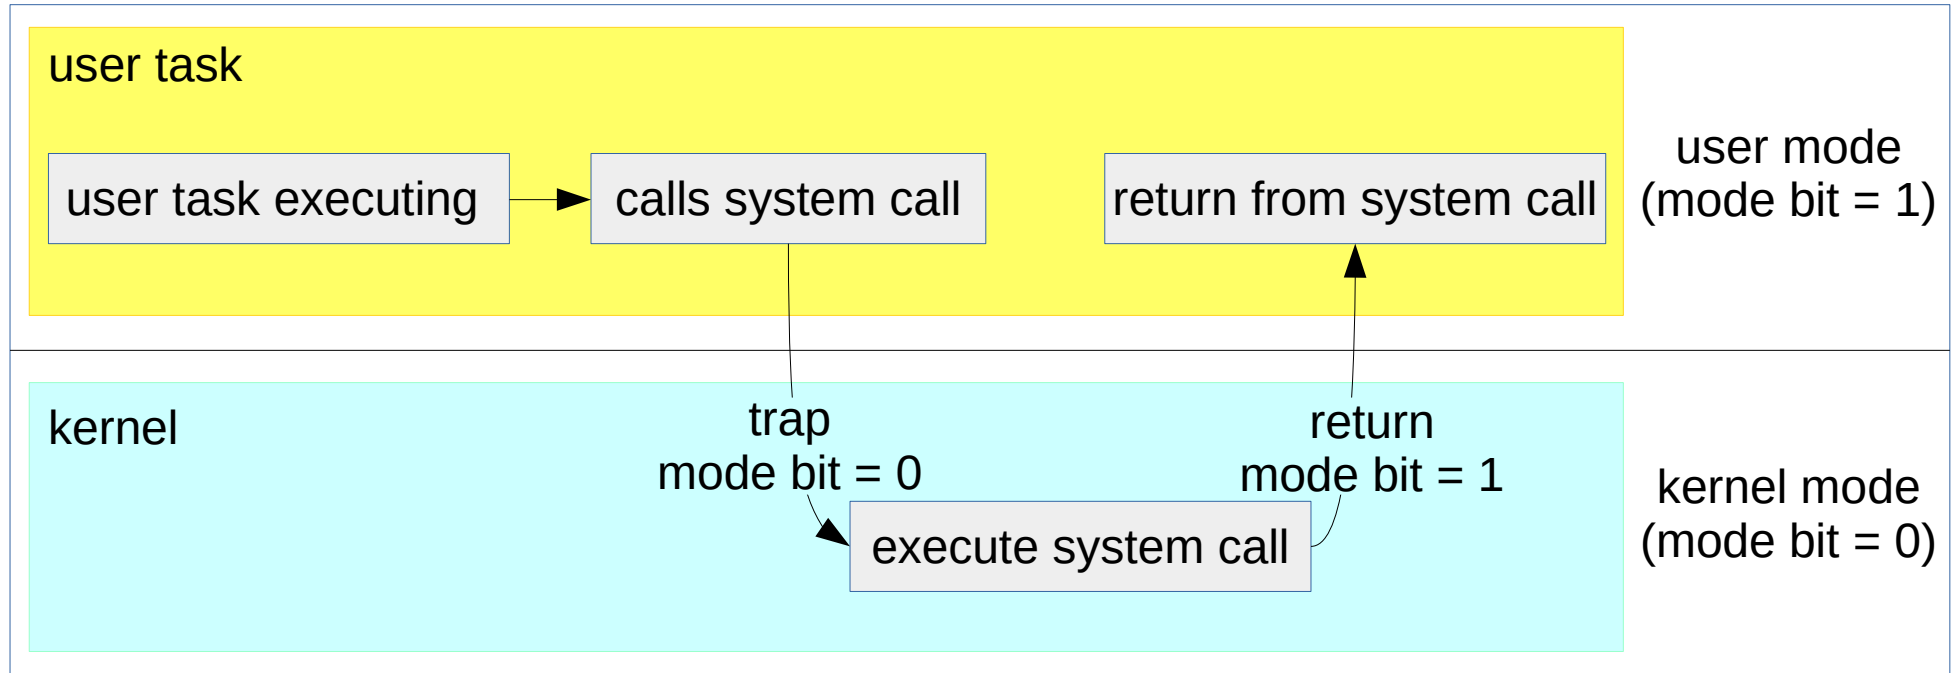 user task
user task executing
calls system call
return from system call
user mode
(mode bit = 1)
kernel
trap
mode bit = 0
return
mode bit = 1
execute system call
kernel mode
(mode bit = 0)